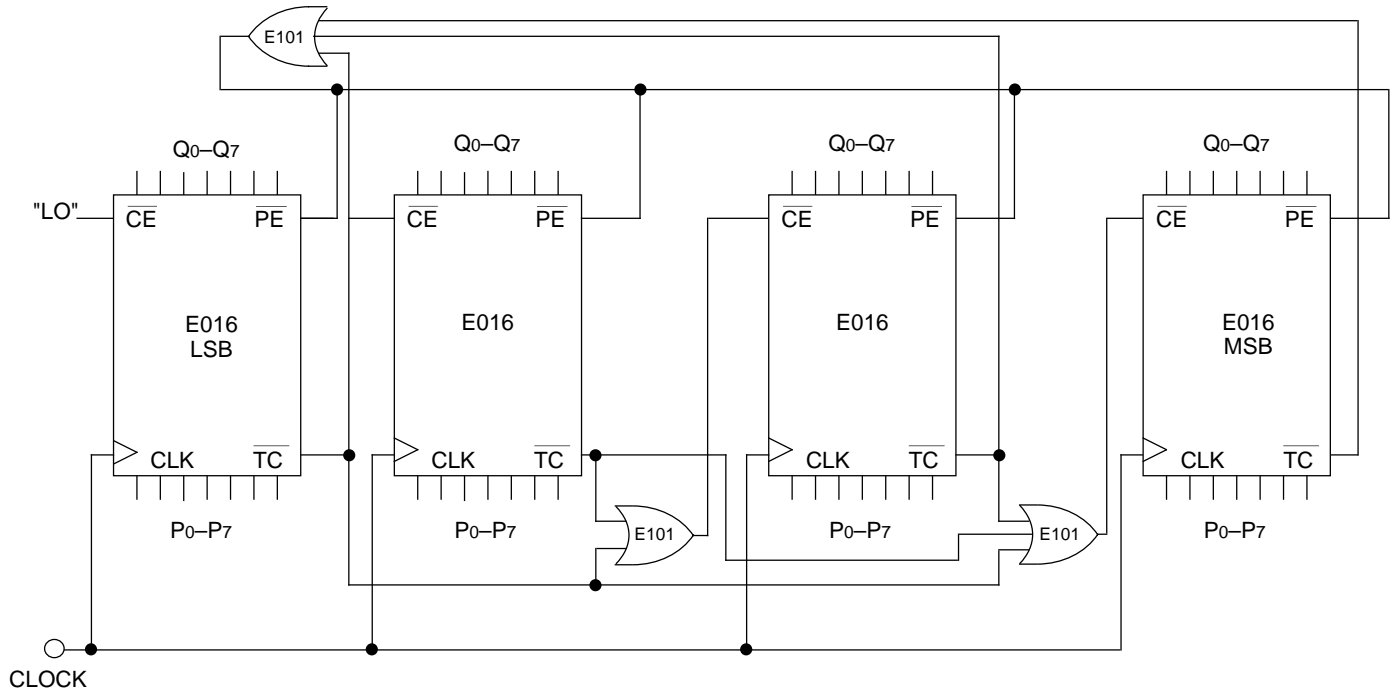 E101
Q0–Q7
Q0–Q7
Q0–Q7
Q0–Q7
"LO"
CE PE
CE PE
CE PE
CE PE
E016
LSB
E016
E016
E016
MSB
CLK TC
CLK TC
CLK TC
CLK TC
P0–P7
P0–P7
E101
P0–P7
E101
P0–P7
CLOCK